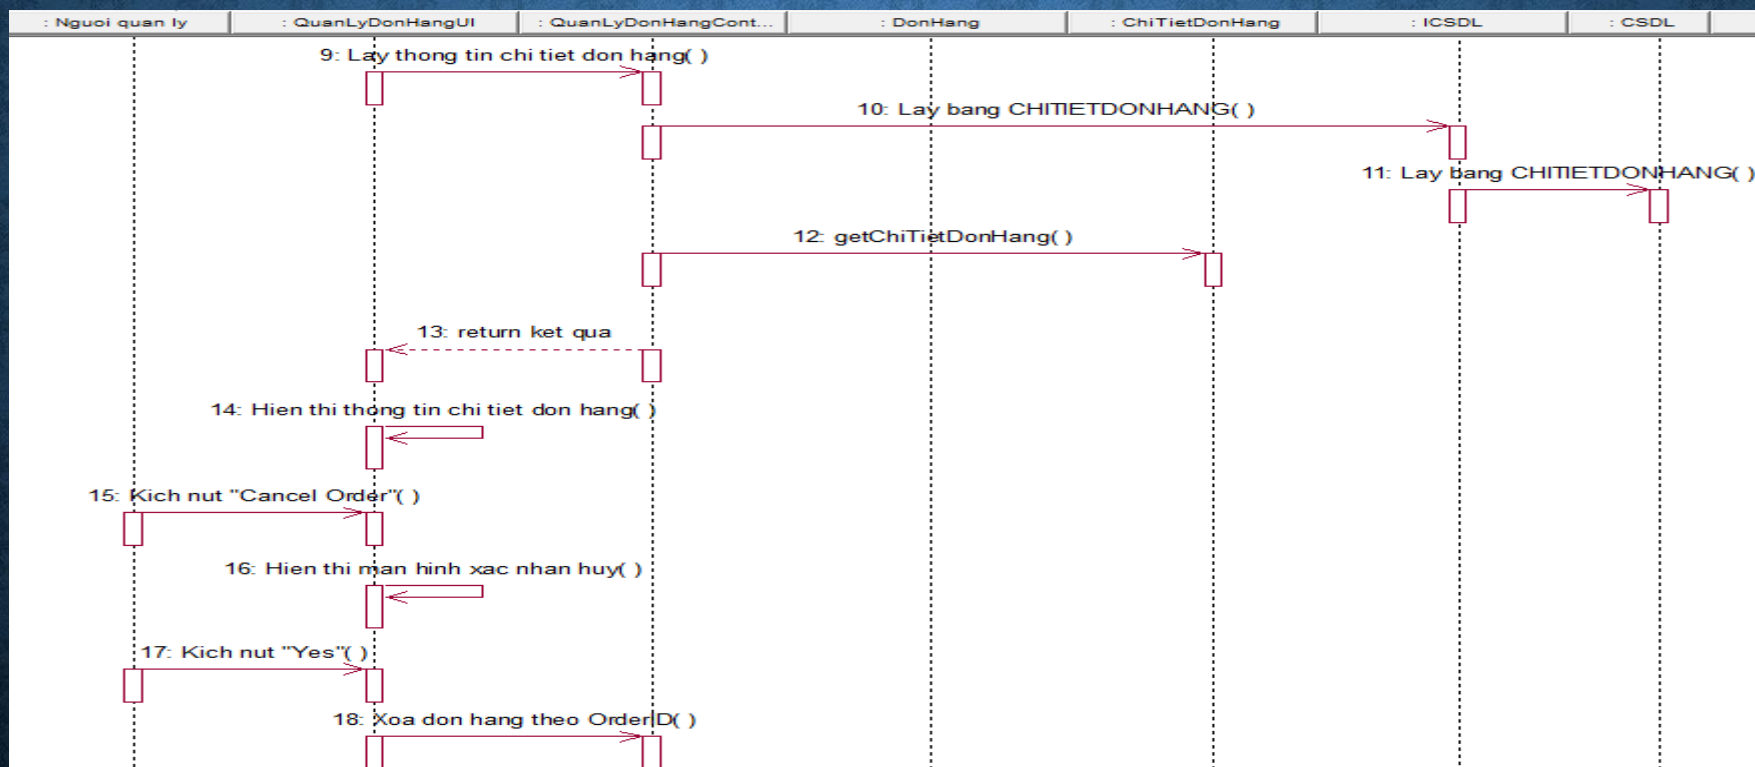 : Nguoi quan ly
: QuanLyDonHangUI
: QuanLyDonHangCont...
: DonHang
: ChiTietDonHang
: ICSDL
: CSDL
9: Lay thong tin chi tiet don hang( )
10: Lay bang CHITIETDONHANG( )
11: Lay bang CHITIETDONHANG( )
12: getChiTietDonHang( )
13: return ket qua
14: Hien thi thong tin chi tiet don hang( )
15: Kich nut "Cancel Order"( )
16: Hien thi man hinh xac nhan huy( )
17: Kich nut "Yes"( )
18: Xoa don hang theo OrderID( )